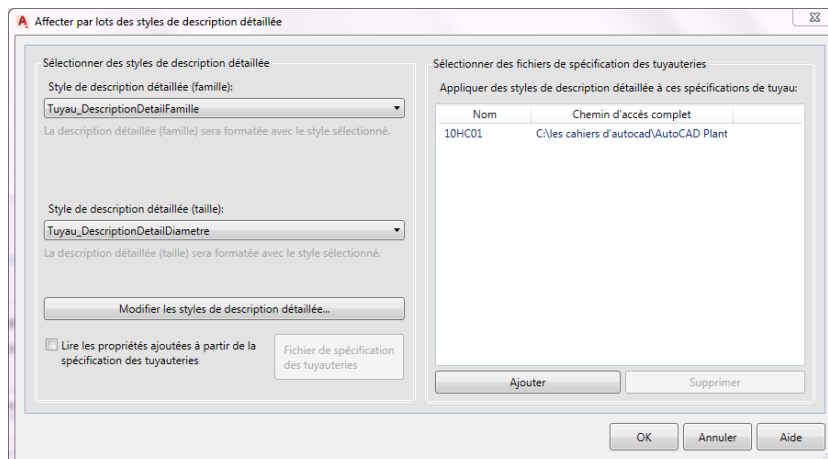 Affecter par lots des styles de description détaillée
Sélectionner des styles de description détaillée
Style de description détaillée (famille):
Tuyau_DescriptionDetailFamille
La description détaillée (famille) sera formatée avec le style sélectionné.
Style de description détaillée (taille):
Tuyau_DescriptionDetailDiametre
La description détaillée (taille) sera formatée avec le style sélectionné.
Modifier les styles de description détaillée...
Lire les propriétés ajoutées à partir de la
spécification des tuyauteries
Fichier de spécification
des tuyauteries
Sélectionner des fichiers de spécification des tuyauteries
Appliquer des styles de description détaillée à ces spécifications de tuyau:
Nom Chemin d'accès complet
10HC01 C:\les cahiers d'autocad\AutoCAD Plant
Ajouter Supprimer
OK Annuler Aide